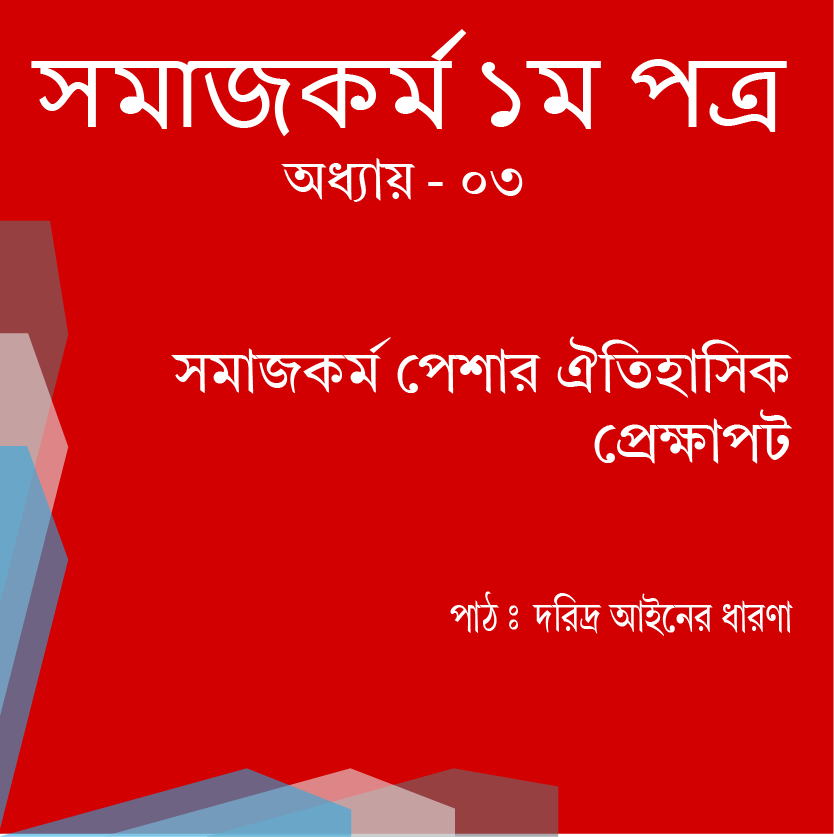 সমাজকর্ম ১ম পত্র
অধ্যায় - ০৩
সমাজকর্ম পেশার ঐতিহাসিক
প্রেক্ষাপট
পাঠ ঃ দরিদ্র আইনের ধারণা